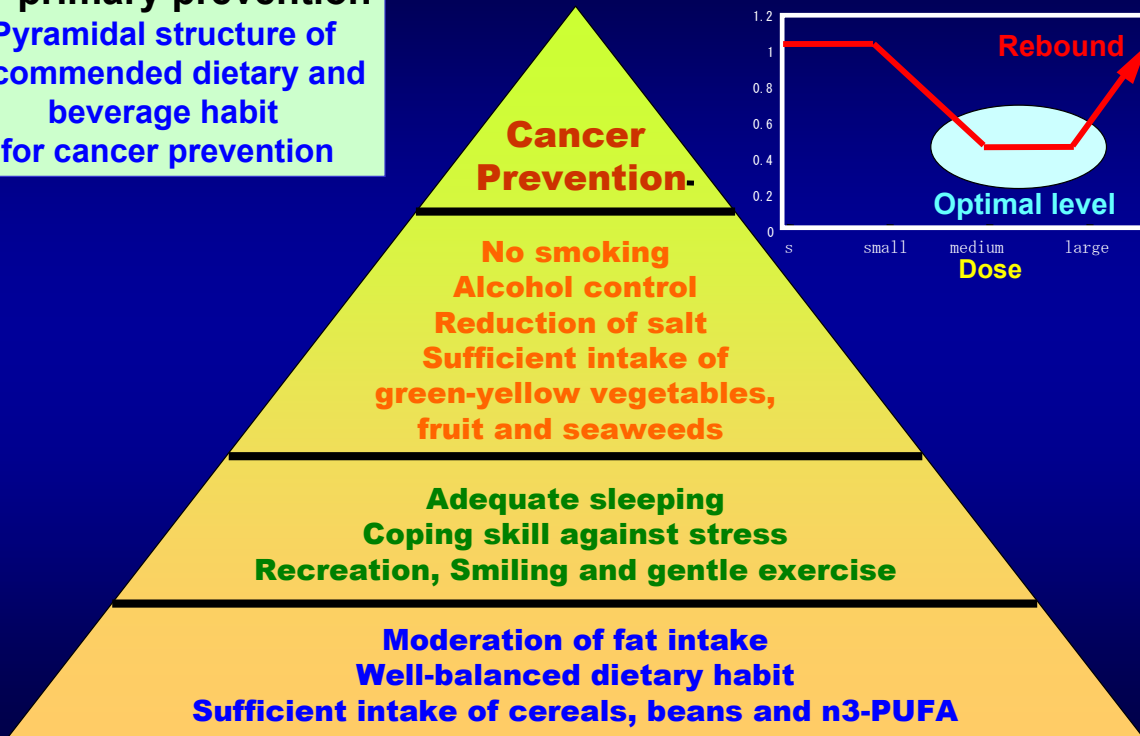 primary prevention
Pyramidal structure of
commended dietary and
beverage habit
for cancer prevention
Cancer
Prevention-
No smoking
Alcohol control
Reduction of salt
Sufficient intake of
green-yellow vegetables,
fruit and seaweeds
Adequate sleeping
Coping skill against stress
Recreation, Smiling and gentle exercise
Moderation of fat intake
Well-balanced dietary habit
Sufficient intake of cereals, beans and n3-PUFA
1.2
1
0.8
0.6
0.4
0.2
0
Rebound
Optimal level
s small medium large
Dose